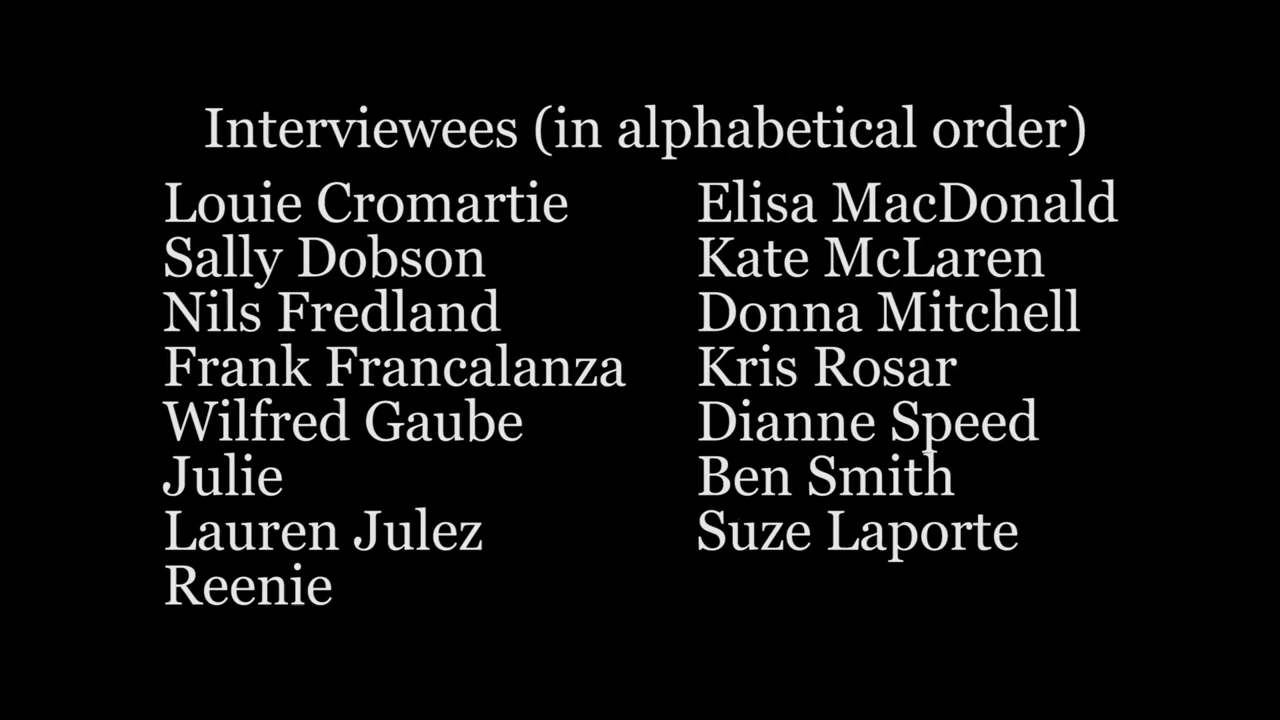 Interviewees (in alphabetical order)
Louie Cromartie
Sally Dobson
Nils Fredland
Frank Francalanza
Wilfred Gaube
Julie
Lauren Julez
Reenie
Elisa MacDonald
Kate McLaren
Donna Mitchell
Kris Rosar
Dianne Speed
Ben Smith
Suze Laporte